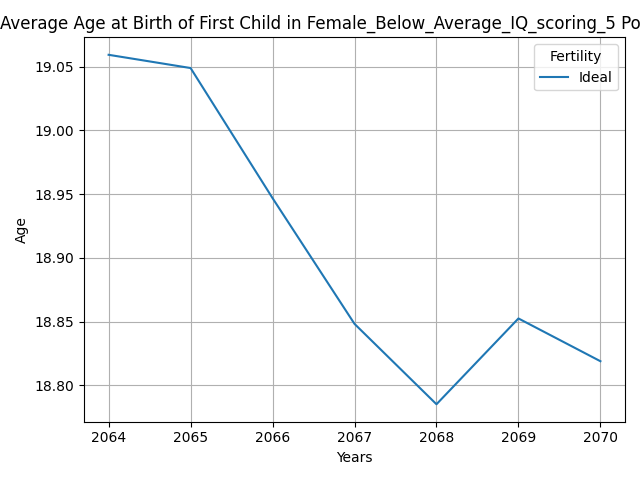 Average Age at Birth of First Child in Female_Below_Average_IQ_scoring_5 Po
Fertility
Ideal
19.05
19.00
18.95
18.90
18.85
18.80
Age
2064 2065 2066 2067 2068 2069 2070
Years